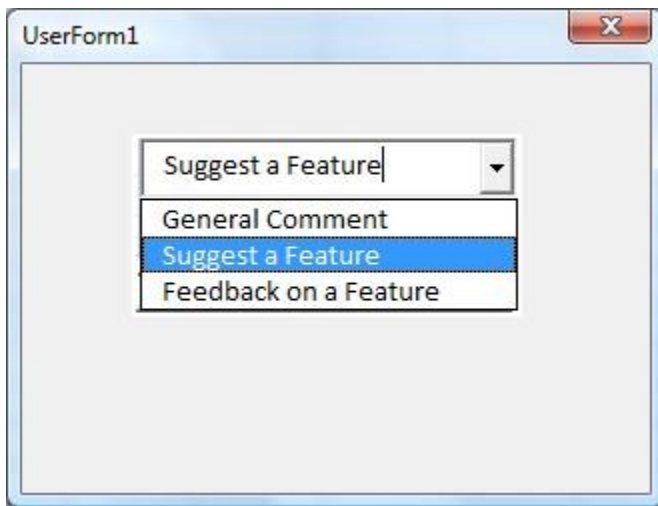 UserForm1
Suggest a Feature
General Comment
Suggest a Feature
Feedback on a Feature